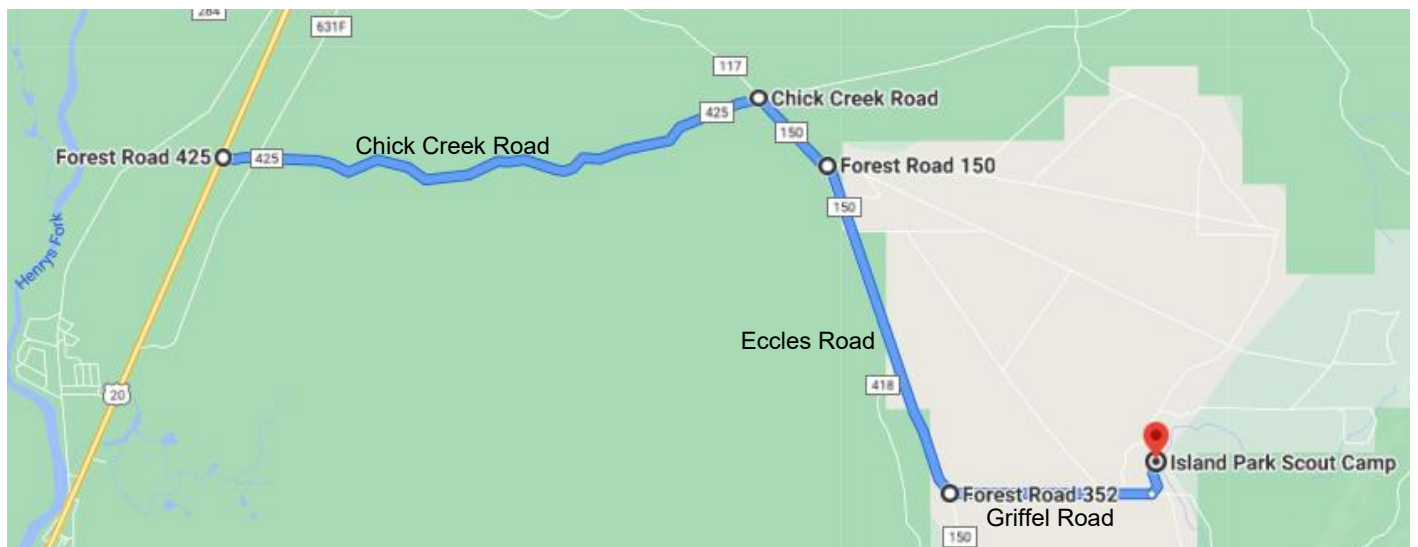 284
631F
117
Chick Creek Road
425
Chick Creek Road
150
Forest Road 425
425
Forest Road 150
150
Henrys Fork
Eccles Road
418
20
Island Park Scout Camp
Forest Road 352
Griffel Road
150